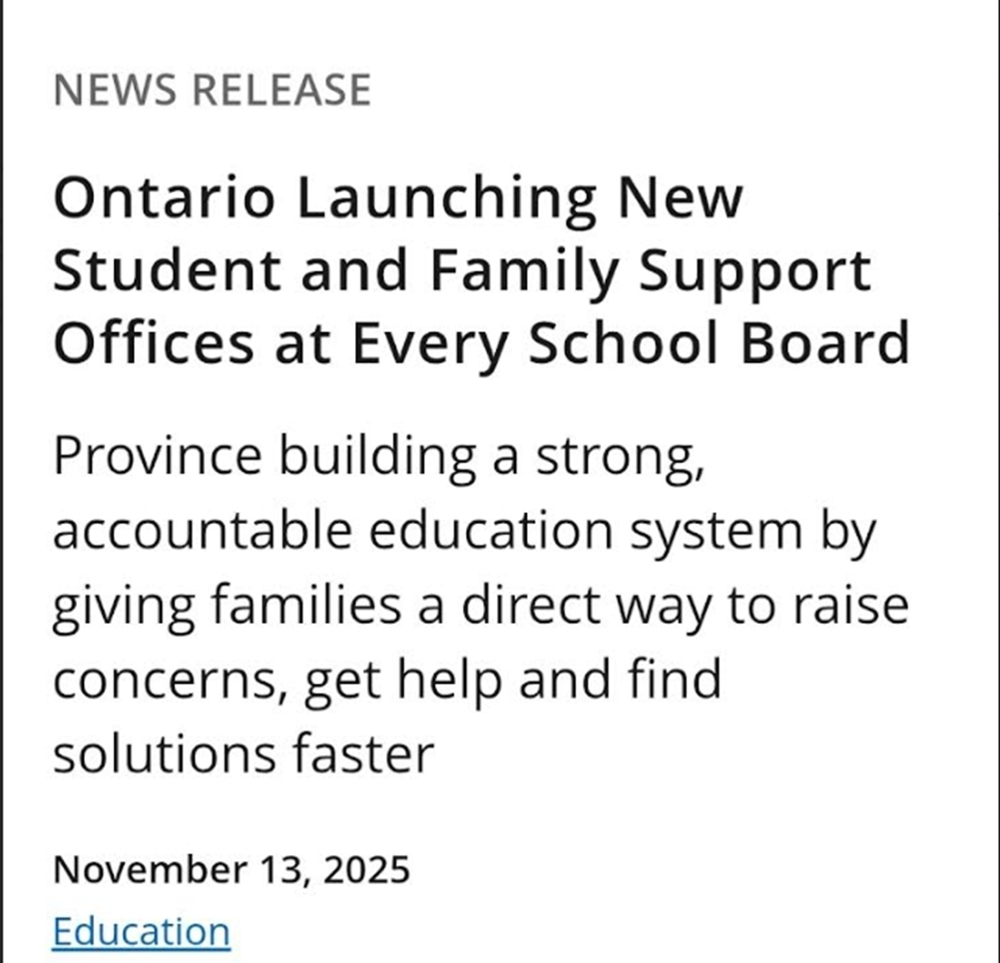 NEWS RELEASE
Ontario Launching New
Student and Family Support
Offices at Every School Board
Province building a strong,
accountable education system by
giving families a direct way to raise
concerns, get help and find
solutions faster
November 13, 2025
Education